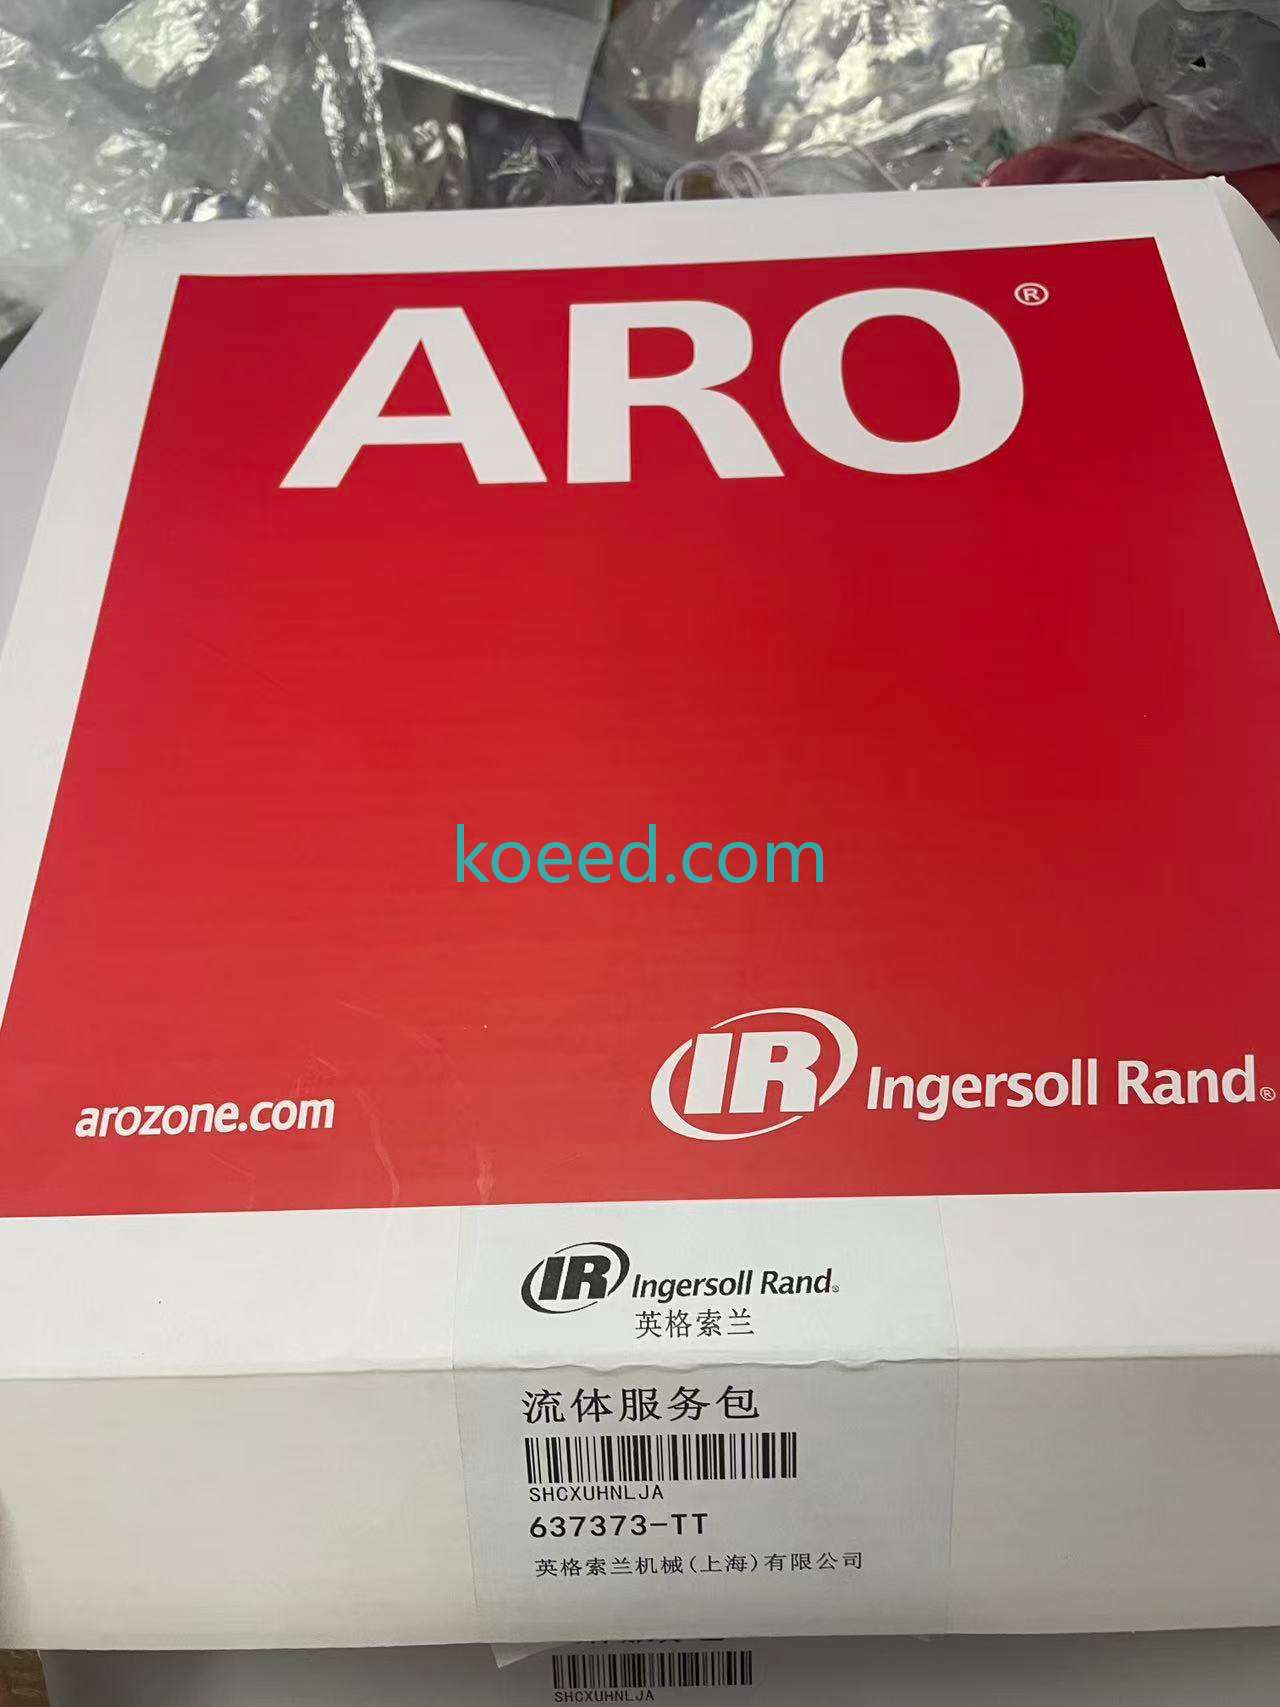 ARO®
koeed.com
IR Ingersoll Rand®
arozone.com
IR Ingersoll Rand®
英格索兰
流体服务包
SHCXUHNLJA
637373-TT
英格索兰机械(上海)有限公司
SHCXUHNLJA